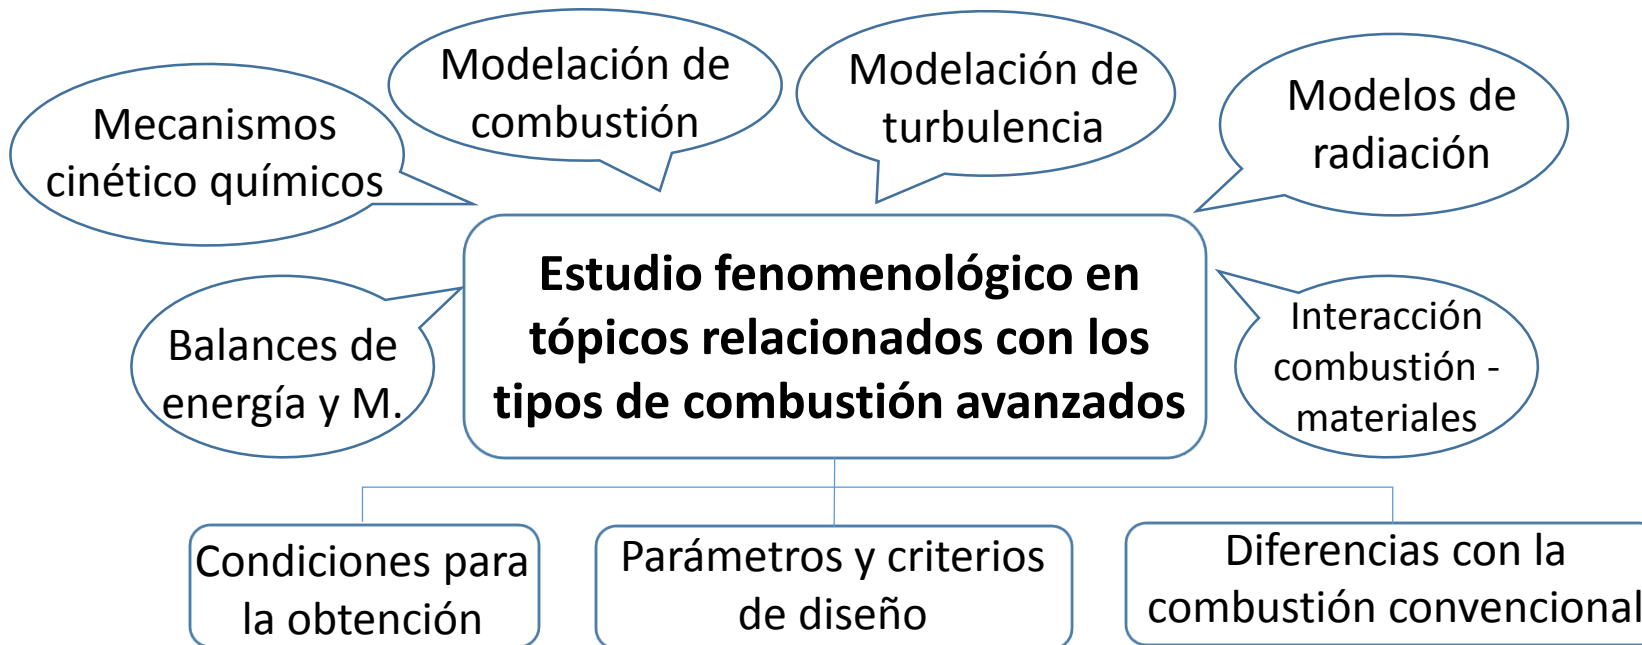 Mecanismos
cinético químicos
Modelación de
combustión
Modelación de
turbulencia
Modelos de
radiación
Balances de
energía y M.
Estudio fenomenológico en
tópicos relacionados con los
tipos de combustión avanzados
Interacción
combustión -
materiales
Condiciones para
la obtención
Parámetros y criterios
de diseño
Diferencias con la
combustión convencional